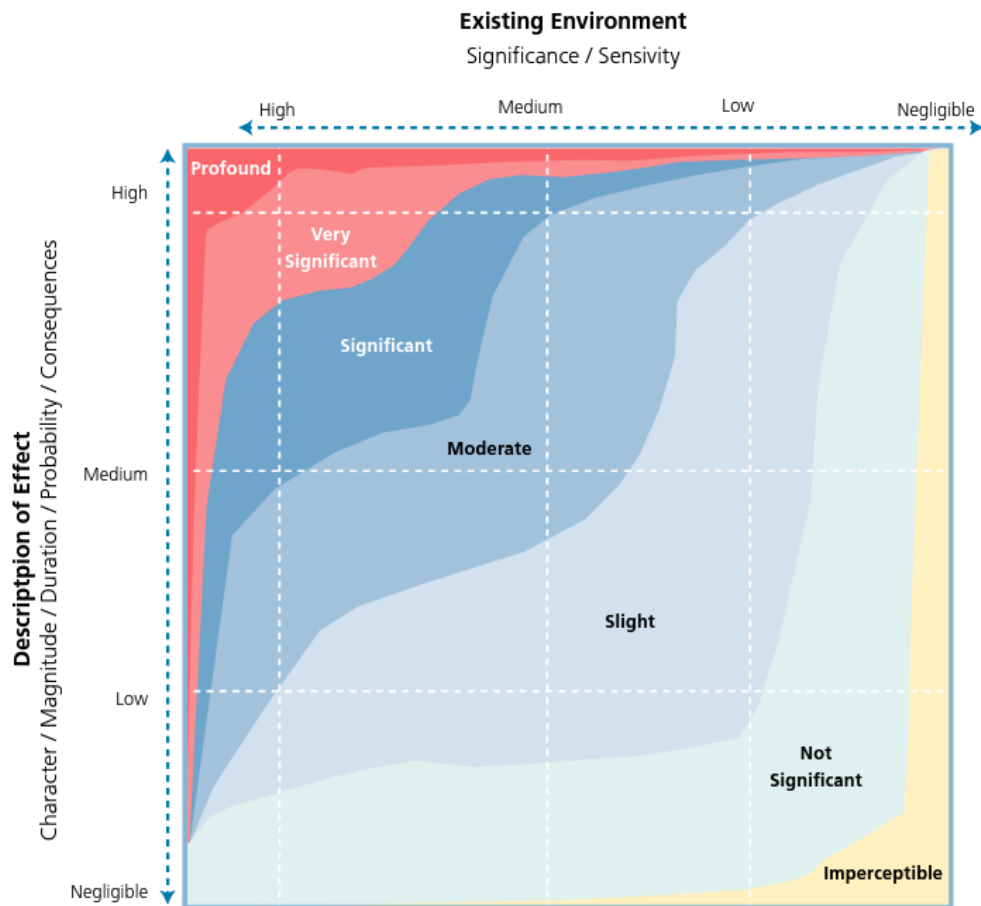 Existing Environment
Significance / Sensivity
High
Medium
Low
Negligible
Profound
High
Very
Significant
Significant
Moderate
Medium
Slight
Low
Not
Significant
Imperceptible
Negligible
Descriptpion of Effect
Character / Magnitude / Duration / Probability / Consequences